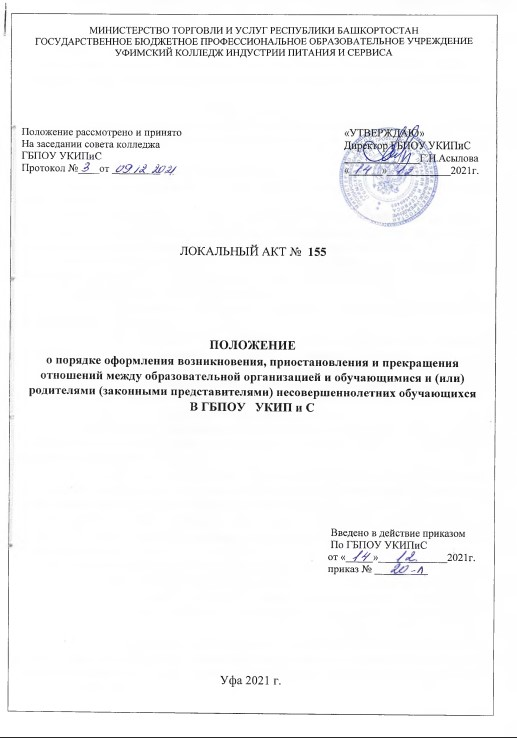 МИНИСТЕРСТВО ТОРГОВЛИ И УСЛУГ РЕСПУБЛИКИ БАШКОРТОСТАН
ГОСУДАРСТВЕННОЕ БЮДЖЕТНОЕ ПРОФЕССИОНАЛЬНОЕ ОБРАЗОВАТЕЛЬНОЕ УЧРЕЖДЕНИЕ
УФИМСКИЙ КОЛЛЕДЖ ИНДУСТРИИ ПИТАНИЯ И СЕРВИСА
Положение рассмотрено и принято
На заседании совета колледжа
ГБПОУ УКИПиС
Протокол № 3 от 09.12.2021
«УТВЕРЖДАЮ»
Директор ГБПОУ УКИПиС
Г.Н.Асылова
«14» 12 2021г.
ЛОКАЛЬНЫЙ АКТ № 155
ПОЛОЖЕНИЕ
о порядке оформления возникновения, приостановления и прекращения
отношений между образовательной организацией и обучающимися и (или)
родителями (законными представителями) несовершеннолетних обучающихся
В ГБПОУ УКИП и С
Введено в действие приказом
По ГБПОУ УКИПиС
от «14» 12. 2021г.
приказ № 20-Л
Уфа 2021 г.